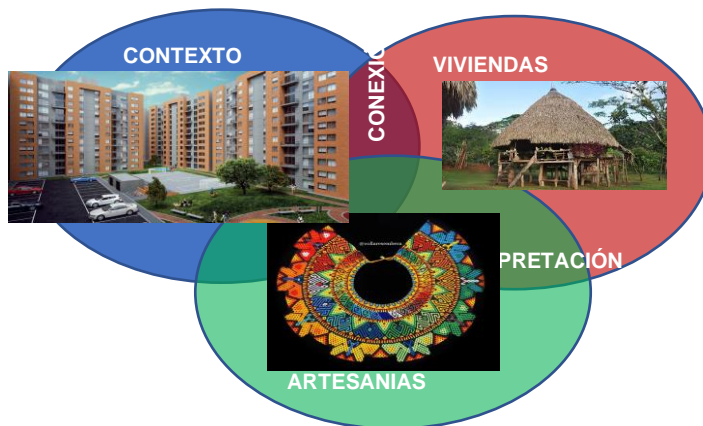 CONTEXTO
CONEXIO
VIVIENDAS
PRETACIÓN
ARTESANIAS